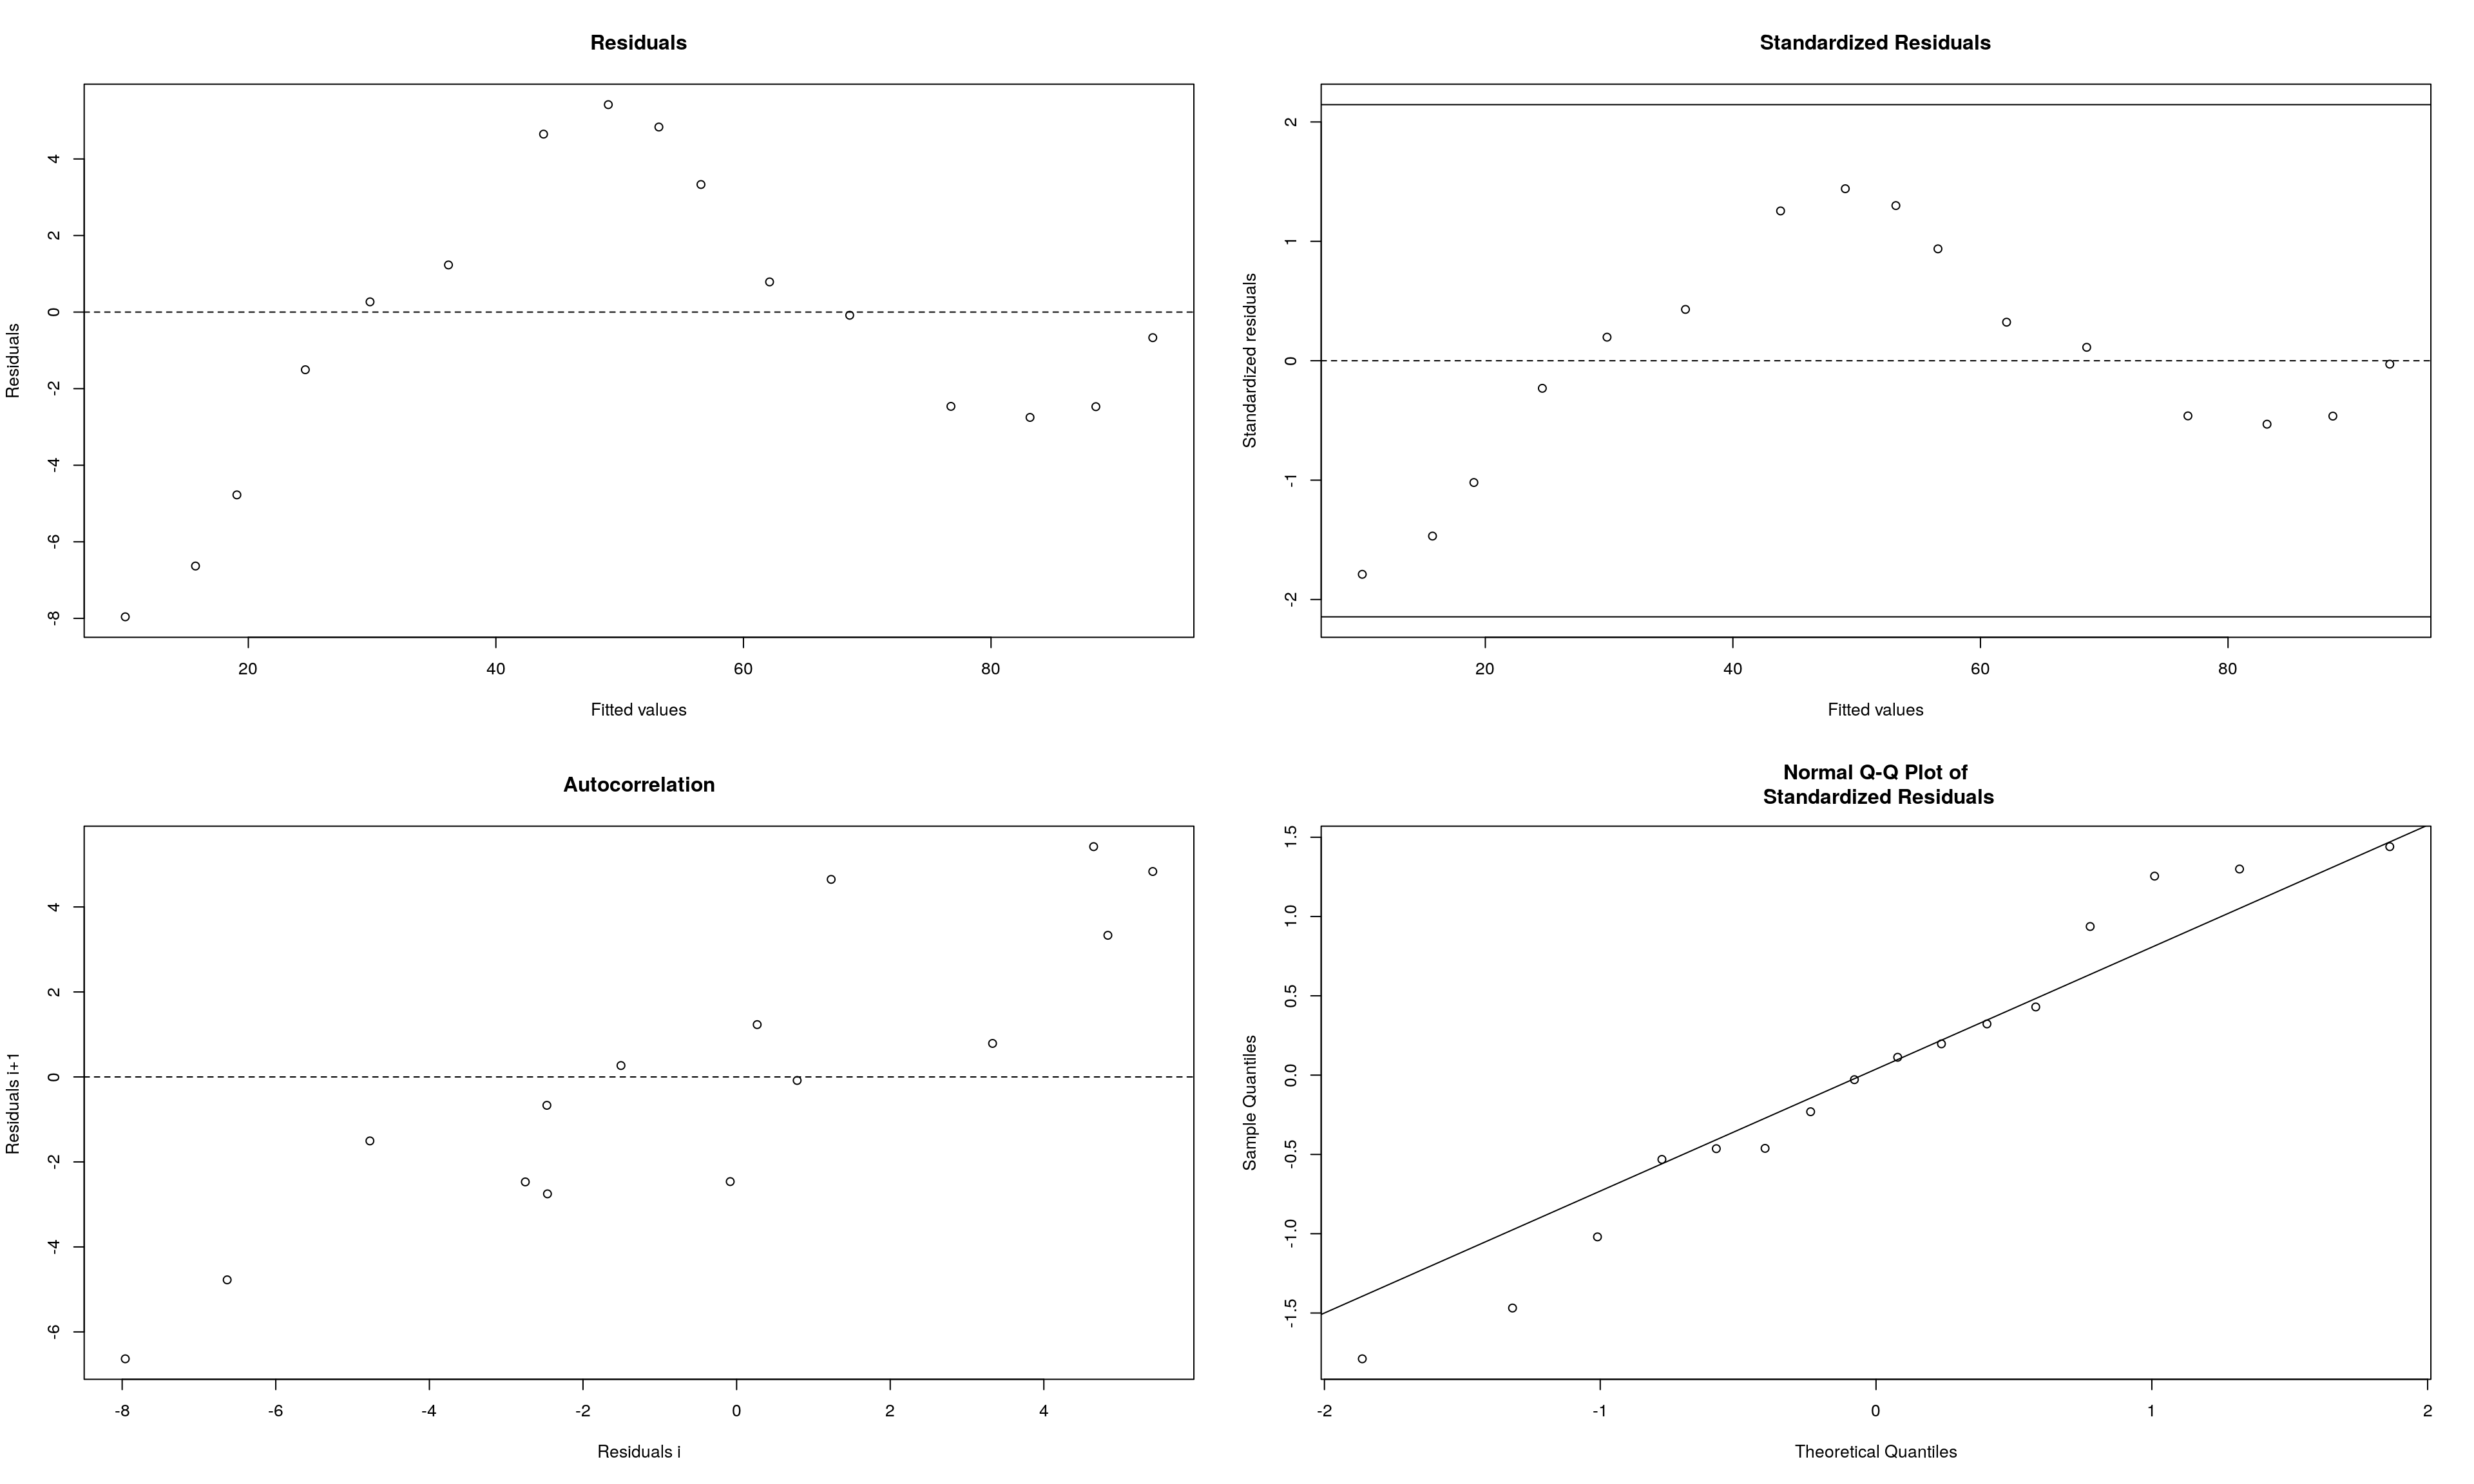 Residuals
Residuals
4
2
0
-2
-4
-6
-8
20 40 60 80
Fitted values
Standardized Residuals
Standardized residuals
2
1
0
-1
-2
20 40 60 80
Fitted values
Autocorrelation
Residuals i+1
4
2
0
-2
-4
-6
-8 -6 -4 -2 0 2 4
Residuals i
Normal Q-Q Plot of
Standardized Residuals
Sample Quantiles
1.5
1.0
0.5
0.0
-0.5
-1.0
-1.5
-2 -1 0 1 2
Theoretical Quantiles